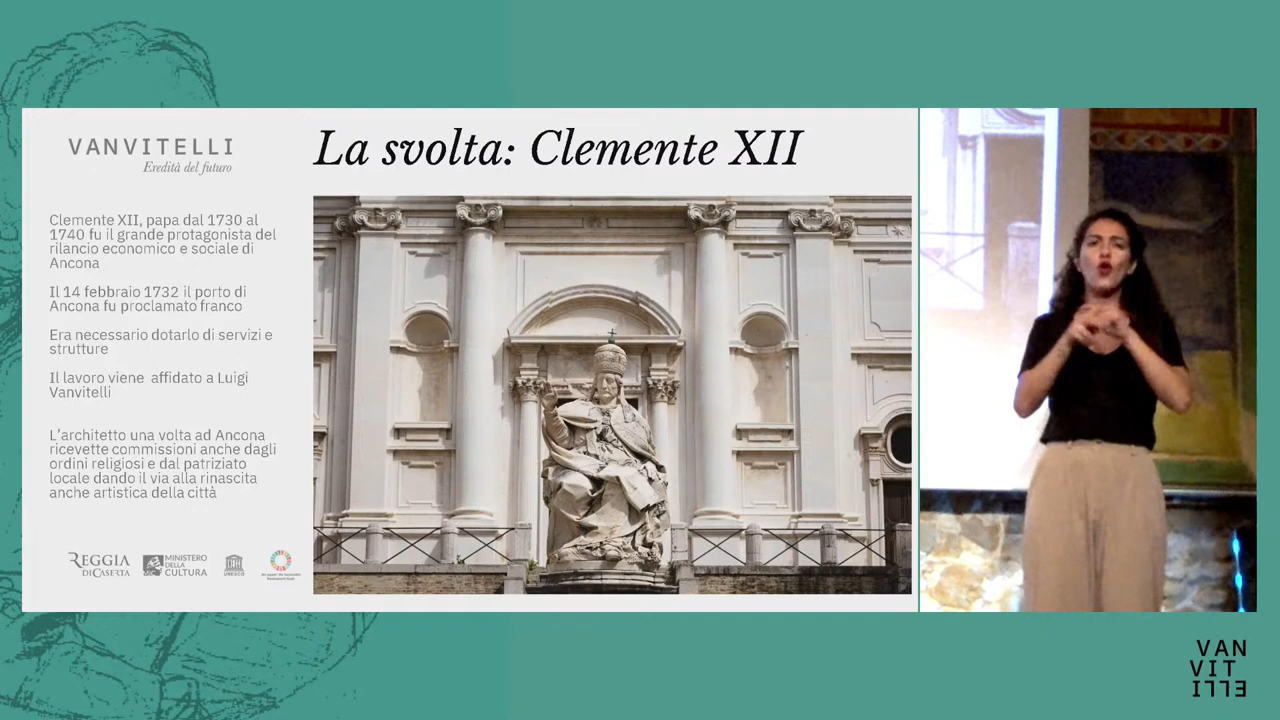 VANVITELLI
Eredità del futuro
La svolta: Clemente XII
Clemente XII, papa dal 1730 al
1740 fu il grande protagonista del
rilancio economico e sociale di
Ancona
Il 14 febbraio 1732 il porto di
Ancona fu proclamato franco
Era necessario dotarlo di servizi e
strutture
Il lavoro viene affidato a Luigi
Vanvitelli
L'architetto una volta ad Ancona
ricevette commissioni anche dagli
ordini religiosi e dal patriziato
locale dando il via alla rinascita
anche artistica della città
REGGIA
DI CASERTA
MINISTERO
DELLA
CULTURA
UNESCO
VAN
VIT
ELLI